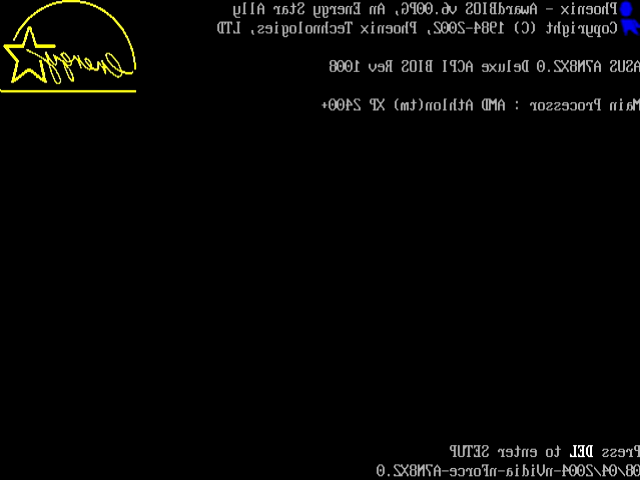 Phoenix - AwardBIOS v6.00PG, An Energy Star Ally
Copyright (C) 1984-2002, Phoenix Technologies, LTD
energy
ASUS A7N8X2.0 Deluxe ACPI BIOS Rev 1008
Main Processor : AMD Athlon(tm) XP 2400+
Press DEL to enter SETUP
08/04/2004-nVidia-nForce-A7N8X2.0